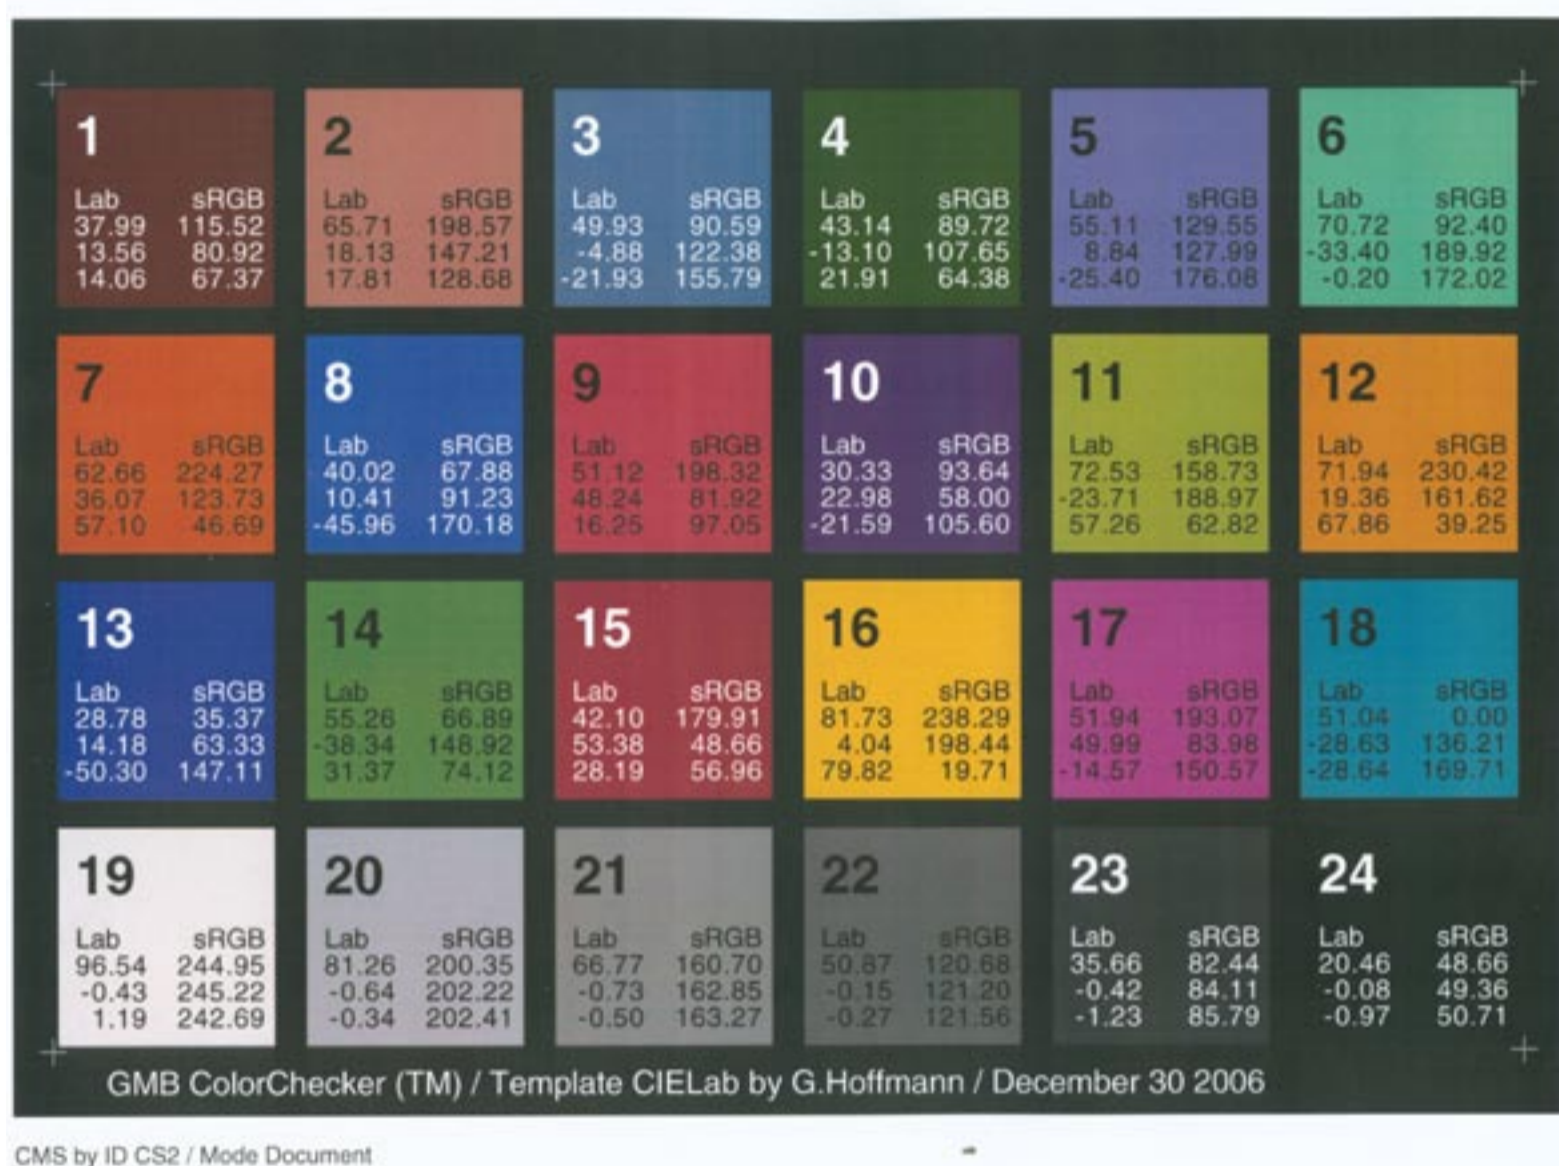 1 2 3 4 5 6
Lab sRGB Lab sRGB Lab sRGB Lab sRGB Lab sRGB Lab sRGB
37.99 115.52 65.71 198.57 49.93 90.59 43.14 89.72 55.11 129.55 70.72 92.40
13.56 80.92 18.13 147.21 -4.88 122.38 -13.10 107.65 8.84 127.99 -33.40 189.92
14.06 67.37 17.81 128.68 -21.93 155.79 21.91 64.38 -25.40 176.08 -0.20 172.02
7 8 9 10 11 12
Lab sRGB Lab sRGB Lab sRGB Lab sRGB Lab sRGB Lab sRGB
62.66 224.27 40.02 67.88 51.12 198.32 30.33 93.64 72.53 158.73 71.94 230.42
36.07 123.73 10.41 91.23 48.24 81.92 22.98 58.00 -23.71 188.97 19.36 161.62
57.10 46.69 -45.96 170.18 16.25 97.05 -21.59 105.60 57.26 62.82 67.86 39.25
13 14 15 16 17 18
Lab sRGB Lab sRGB Lab sRGB Lab sRGB Lab sRGB Lab sRGB
28.78 35.37 55.26 66.89 42.10 179.91 81.73 238.29 51.94 193.07 51.04 0.00
14.18 63.33 -38.34 148.92 53.38 48.66 4.04 198.44 49.99 83.98 -28.63 136.21
-50.30 147.11 31.37 74.12 28.19 56.96 79.82 19.71 -14.57 150.57 -28.64 169.71
19 20 21 22 23 24
Lab sRGB Lab sRGB Lab sRGB Lab sRGB Lab sRGB Lab sRGB
96.54 244.95 81.26 200.35 66.77 160.70 50.87 120.68 35.66 82.44 20.46 48.66
-0.43 245.22 -0.64 202.22 -0.73 162.85 -0.15 121.20 -0.42 84.11 -0.08 49.36
1.19 242.69 -0.34 202.41 -0.50 163.27 -0.27 121.56 -1.23 85.79 -0.97 50.71
GMB ColorChecker (TM) / Template CIELab by G.Hoffmann / December 30 2006
CMS by ID CS2 / Mode Document